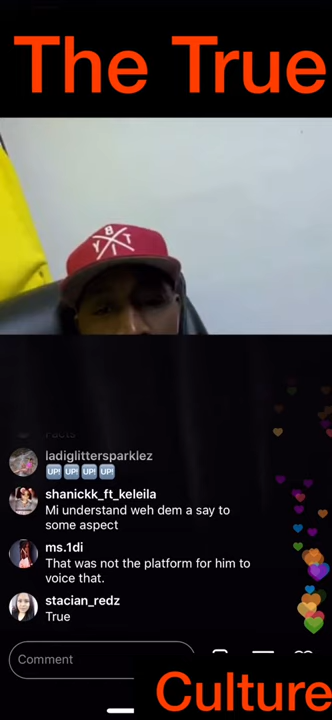 The True
B
Y T
I
Facts
ladiglittersparklez
UP! UP! UP! UP!
shanickk_ft_keleila
Mi understand weh dem a say to
some aspect
ms.1di
That was not the platform for him to
voice that.
stacian_redz
True
Comment
Culture